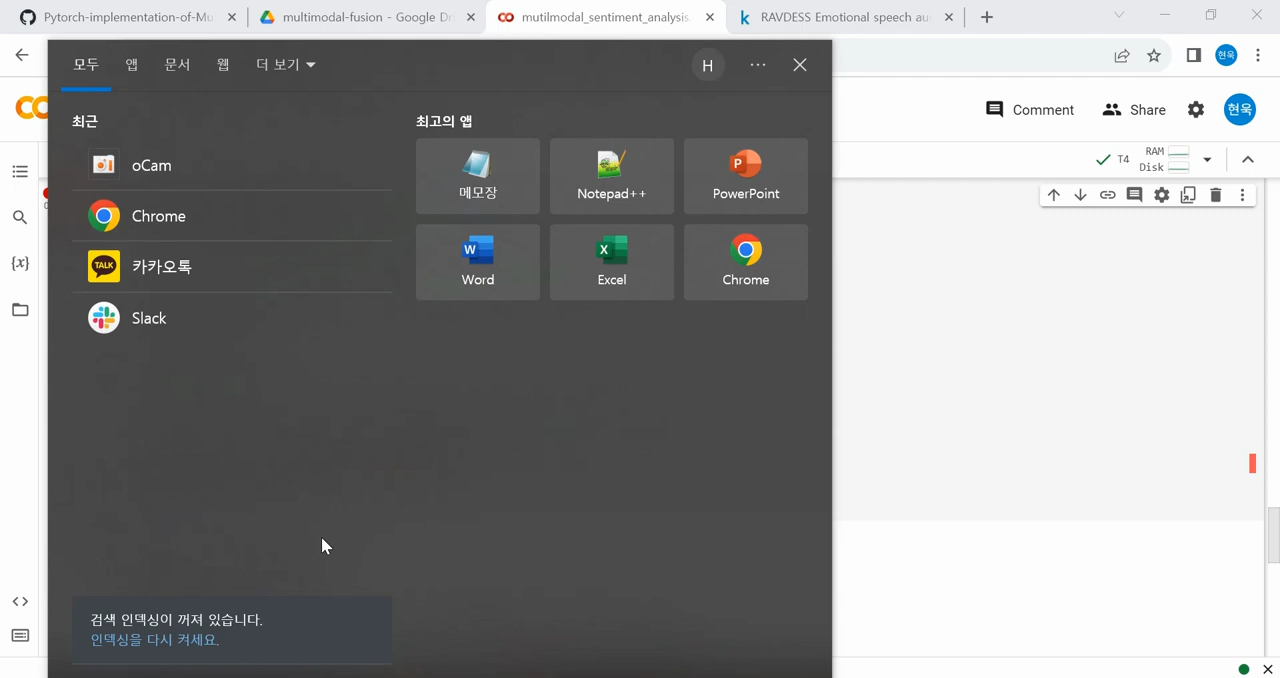 Pytorch-implementation-of-Mu
multimodal-fusion - Google Dr
mutilmodal_sentiment_analysis.
RAVDESS Emotional speech au
현욱
모두 앱 문서 웹 더 보기
H
Comment
Share
현욱
최근
최고의 앱
oCam
Chrome
TALK
카카오톡
Slack
메모장
Notepad++
P
PowerPoint
W
Word
X
Excel
Chrome
T4
RAM
Disk
{x}
검색 인덱싱이 꺼져 있습니다.
인덱싱을 다시 켜세요.